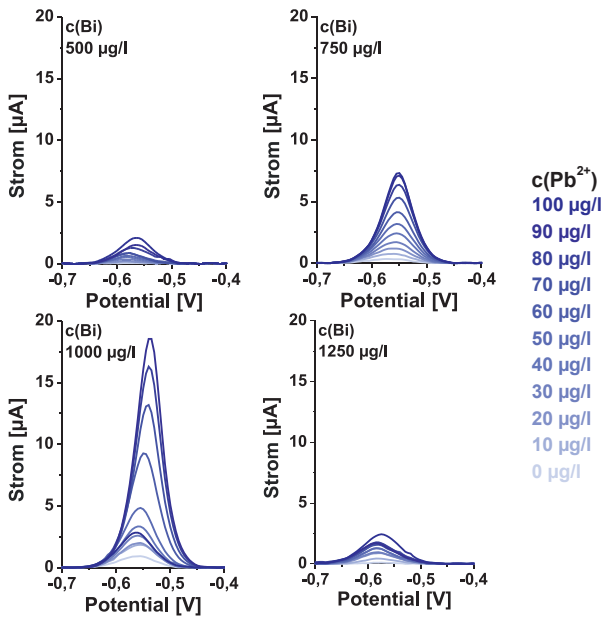 c(Bi)
500 µg/l
20
15
10
5
0
Strom [µA]
-0,7
-0,6
-0,5
-0,4
Potential [V]
c(Bi)
750 µg/l
20
15
10
5
0
Strom [µA]
-0,7
-0,6
-0,5
-0,4
Potential [V]
c(Bi)
1000 µg/l
20
15
10
5
0
Strom [µA]
-0,7
-0,6
-0,5
-0,4
Potential [V]
c(Bi)
1250 µg/l
20
15
10
5
0
Strom [µA]
-0,7
-0,6
-0,5
-0,4
Potential [V]
c(Pb²⁺)
100 µg/l
90 µg/l
80 µg/l
70 µg/l
60 µg/l
50 µg/l
40 µg/l
30 µg/l
20 µg/l
10 µg/l
0 µg/l